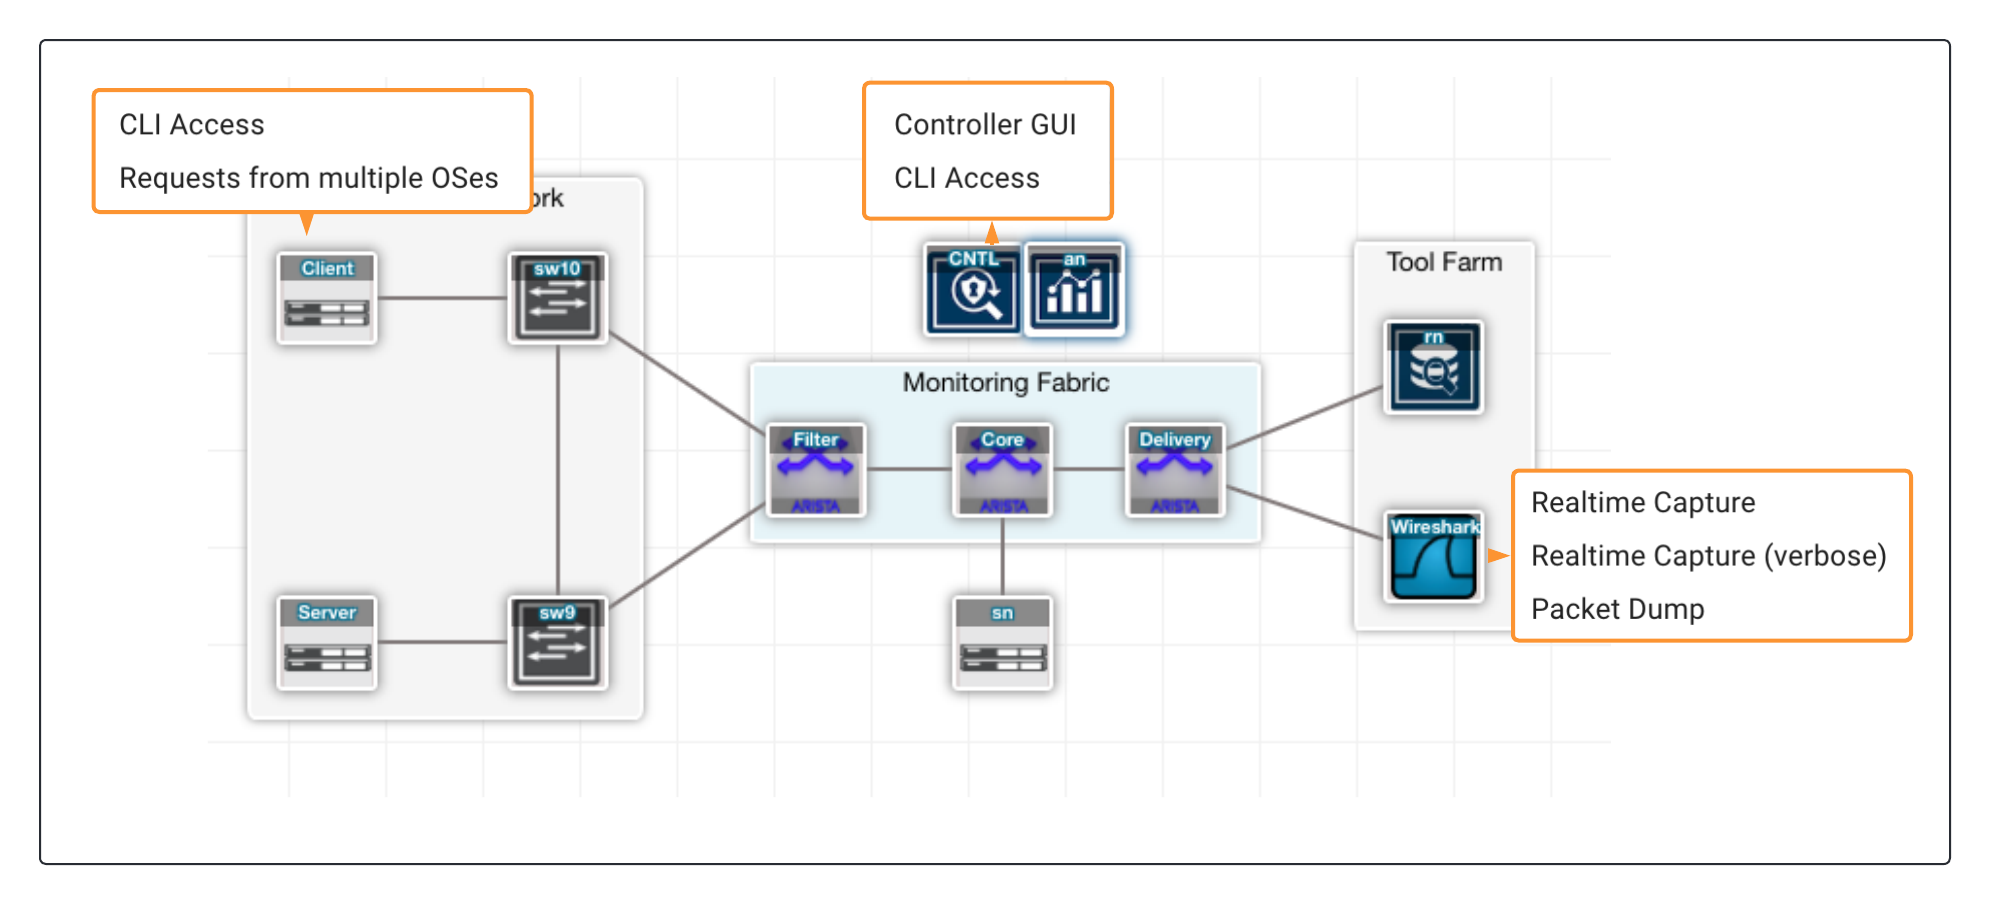 CLI Access
Requests from multiple OSes
Controller GUI
CLI Access
Client
sw10
CNTL
an
Tool Farm
rn
Monitoring Fabric
Filter
ARISTA
Core
ARISTA
Delivery
ARISTA
Wireshark
Realtime Capture
Realtime Capture (verbose)
Packet Dump
Server
sw9
sn